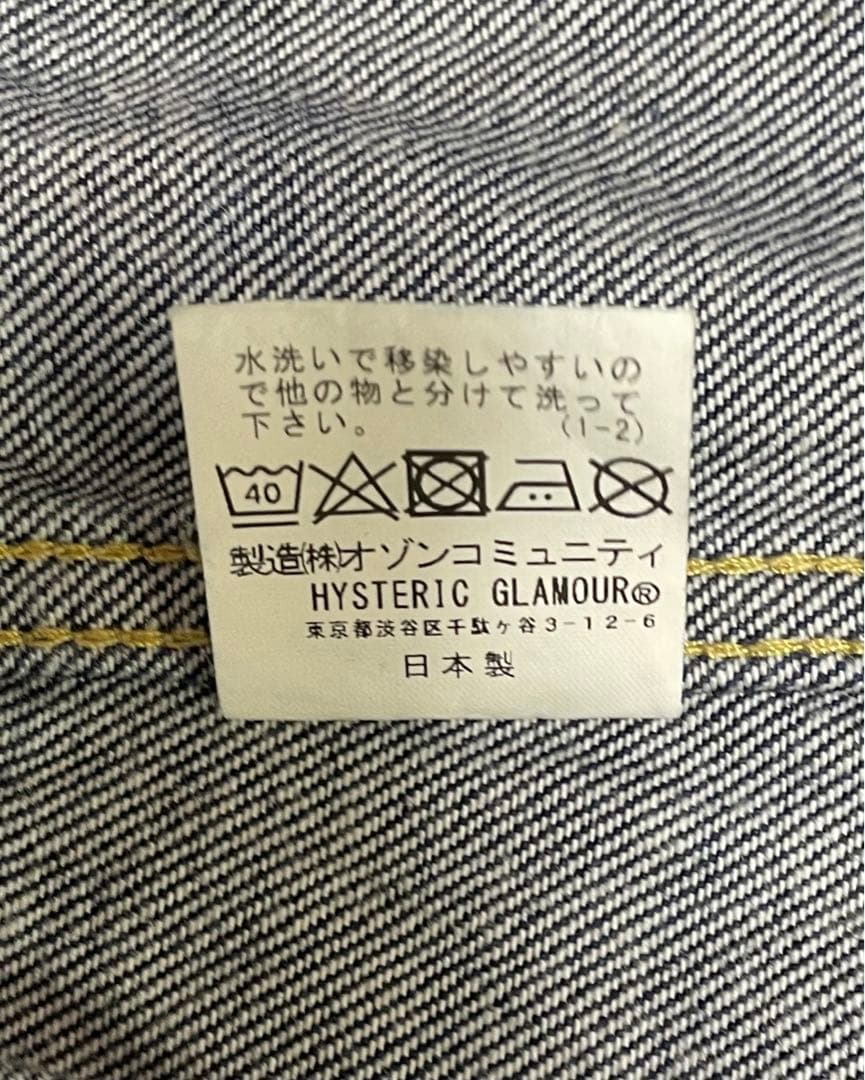 水洗いで移染しやすいの
で他の物と分けて洗って
下さい。 (1-2)
40
製造(株)オゾンコミュニティ
HYSTERIC GLAMOUR®
東京都渋谷区千駄ヶ谷3-12-6
日本製